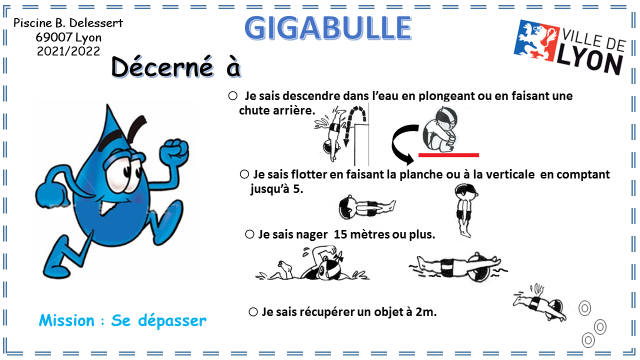 Piscine B. Delessert
69007 Lyon
2021/2022
GIGABULLE
VILLE DE
LYON
Décerné à
○ Je sais descendre dans l'eau en plongeant ou en faisant une
chute arrière.
○ Je sais flotter en faisant la planche ou à la verticale en comptant
jusqu'à 5.
○ Je sais nager 15 mètres ou plus.
○ Je sais récupérer un objet à 2m.
Mission : Se dépasser